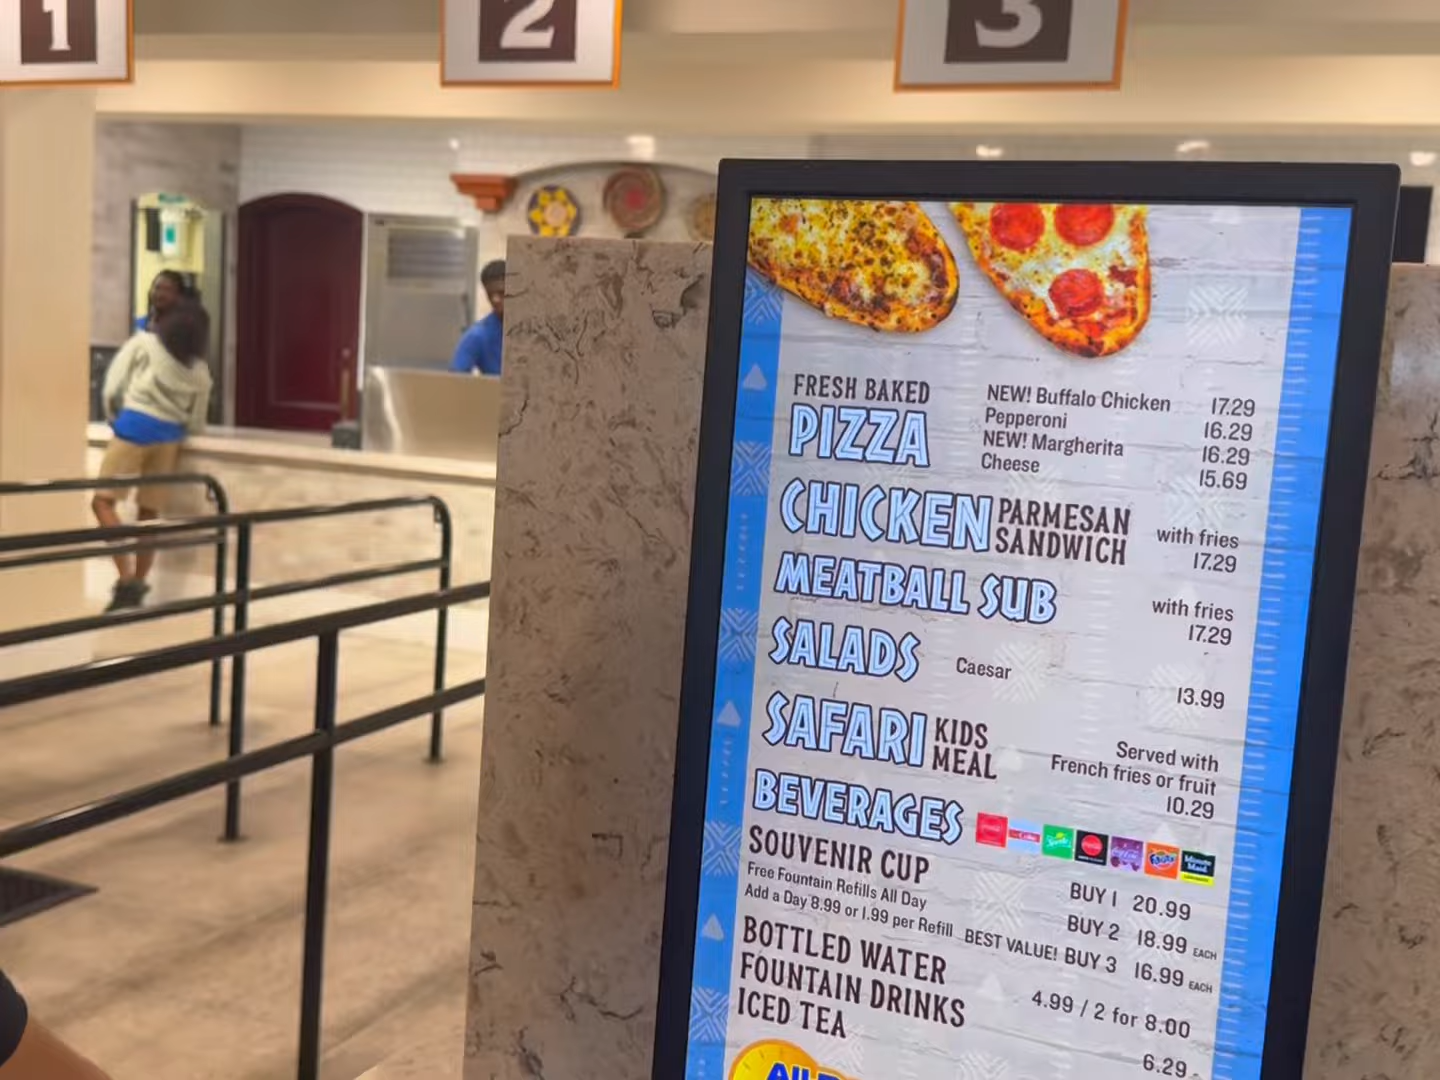 1
2
3
FRESH BAKED
PIZZA
NEW! Buffalo Chicken 17.29
Pepperoni 16.29
NEW! Margherita 16.29
Cheese 15.69
CHICKEN PARMESAN SANDWICH
with fries
17.29
MEATBALL SUB
with fries
17.29
SALADS
Caesar
13.99
SAFARI KIDS MEAL
Served with
French fries or fruit
10.29
BEVERAGES
Sprite
Fanta
Minute Maid
SOUVENIR CUP
Free Fountain Refills All Day
Add a Day 8.99 or 1.99 per Refill
BUY 1 20.99
BUY 2 18.99 EACH
BEST VALUE! BUY 3 16.99 EACH
BOTTLED WATER
4.99 / 2 for 8.00
FOUNTAIN DRINKS
ICED TEA
6.29